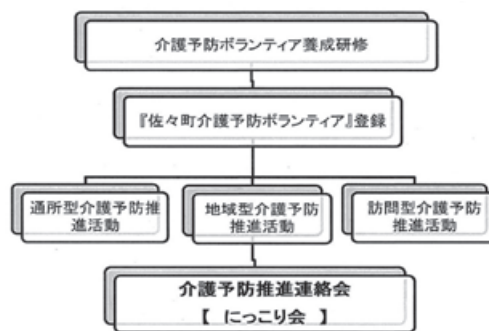 介護予防ボランティア養成研修
『佐々町介護予防ボランティア』登録
通所型介護予防推
進活動
地域型介護予防
推進活動
訪問型介護予防
推進活動
介護予防推進連絡会
【 にっこり会 】